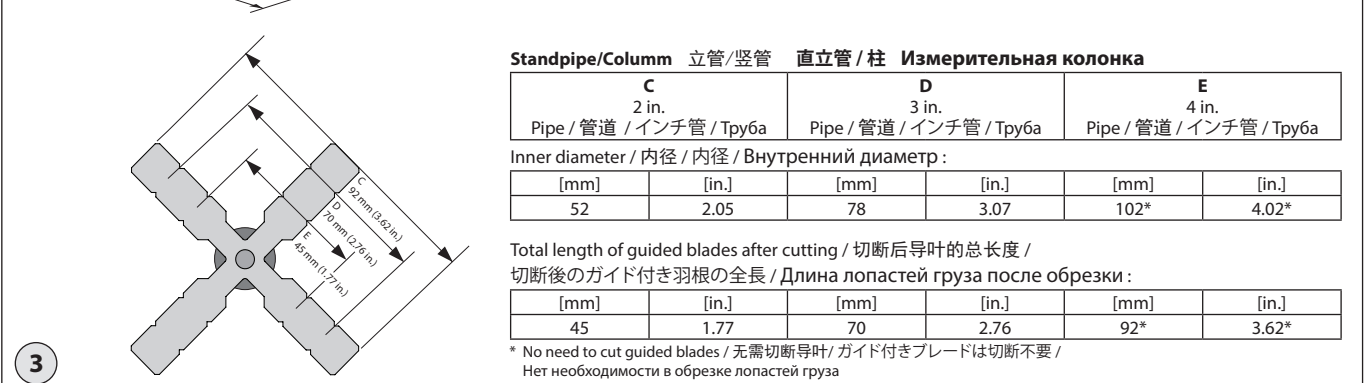 Standpipe/Columm 立管/竖管 直立管 / 柱 Измерительная колонка
C D E
2 in. 3 in. 4 in.
Pipe / 管道 / インチ管 / Труба Pipe / 管道 / インチ管 / Труба Pipe / 管道 / インチ管 / Труба
Inner diameter / 内径 / 内径 / Внутренний диаметр :
[mm] [in.] [mm] [in.] [mm] [in.]
52 2.05 78 3.07 102* 4.02*
Total length of guided blades after cutting / 切断后导叶的总长度 /
切断後のガイド付き羽根の全長 / Длина лопастей груза после обрезки :
[mm] [in.] [mm] [in.] [mm] [in.]
45 1.77 70 2.76 92* 3.62*
* No need to cut guided blades / 无需切断导叶/ ガイド付きブレードは切断不要 /
Нет необходимости в обрезке лопастей груза
C
92 mm (3.62 in.)
D
70 mm (2.76 in.)
E
45 mm (1.77 in.)
3